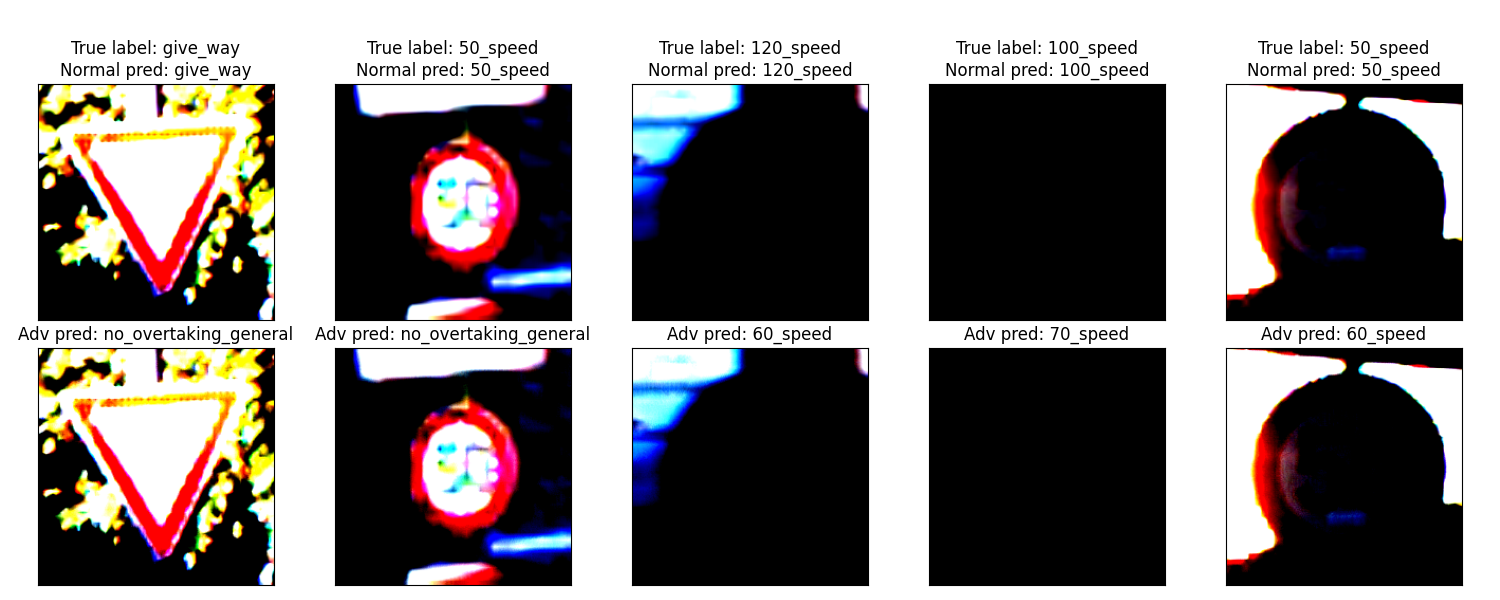 True label: give_way
Normal pred: give_way
True label: 50_speed
Normal pred: 50_speed
True label: 120_speed
Normal pred: 120_speed
True label: 100_speed
Normal pred: 100_speed
True label: 50_speed
Normal pred: 50_speed
Adv pred: no_overtaking_general
Adv pred: no_overtaking_general
Adv pred: 60_speed
Adv pred: 70_speed
Adv pred: 60_speed